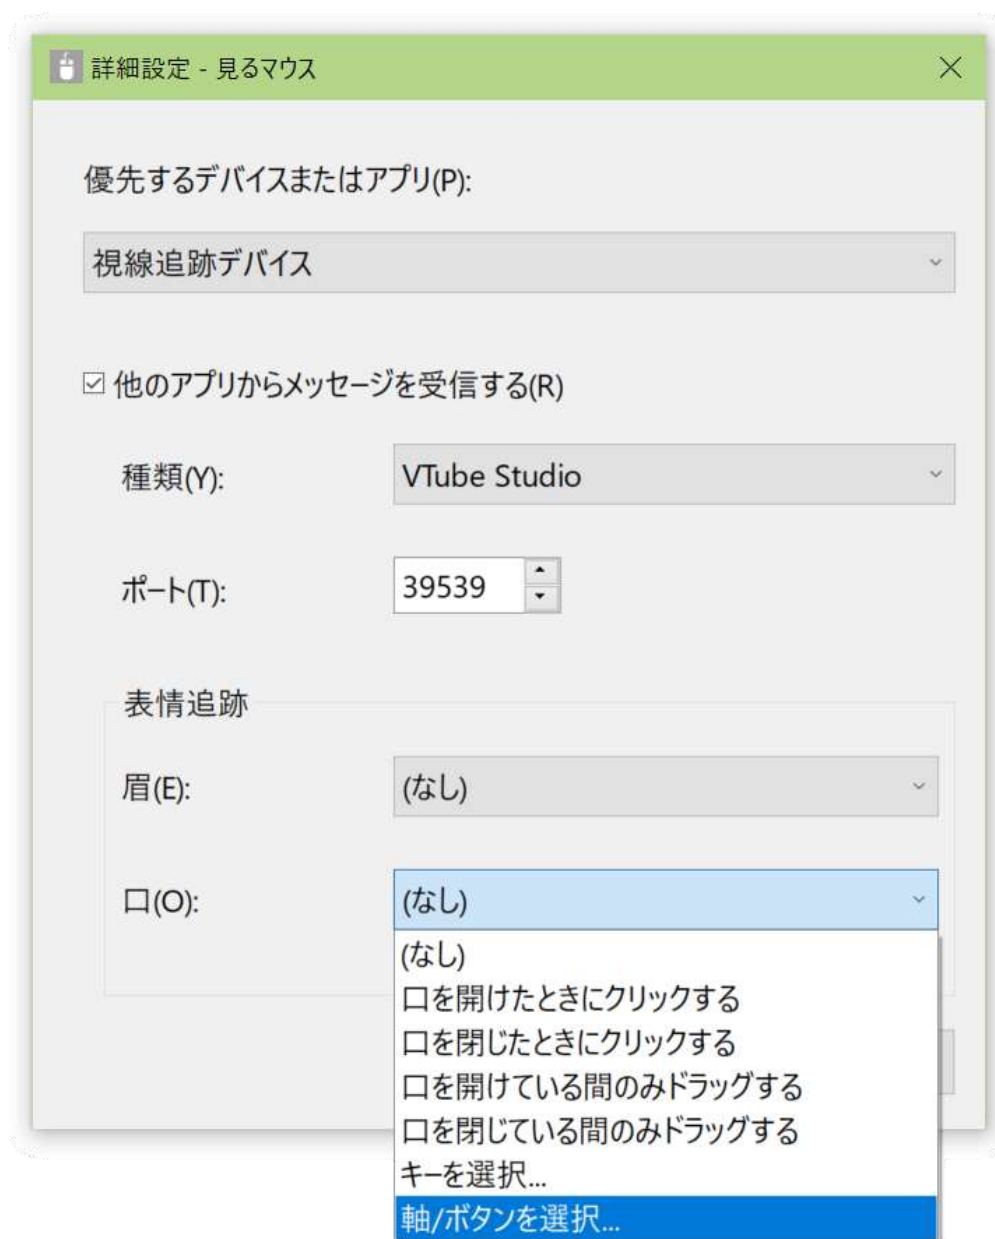 詳細設定 - 見るマウス
優先するデバイスまたはアプリ(P):
視線追跡デバイス
他のアプリからメッセージを受信する(R)
種類(Y): VTube Studio
ポート(T): 39539
表情追跡
眉(E): (なし)
口(O): (なし)
(なし)
口を開けたときにクリックする
口を閉じたときにクリックする
口を開けている間のみドラッグする
口を閉じている間のみドラッグする
キーを選択...
軸/ボタンを選択...